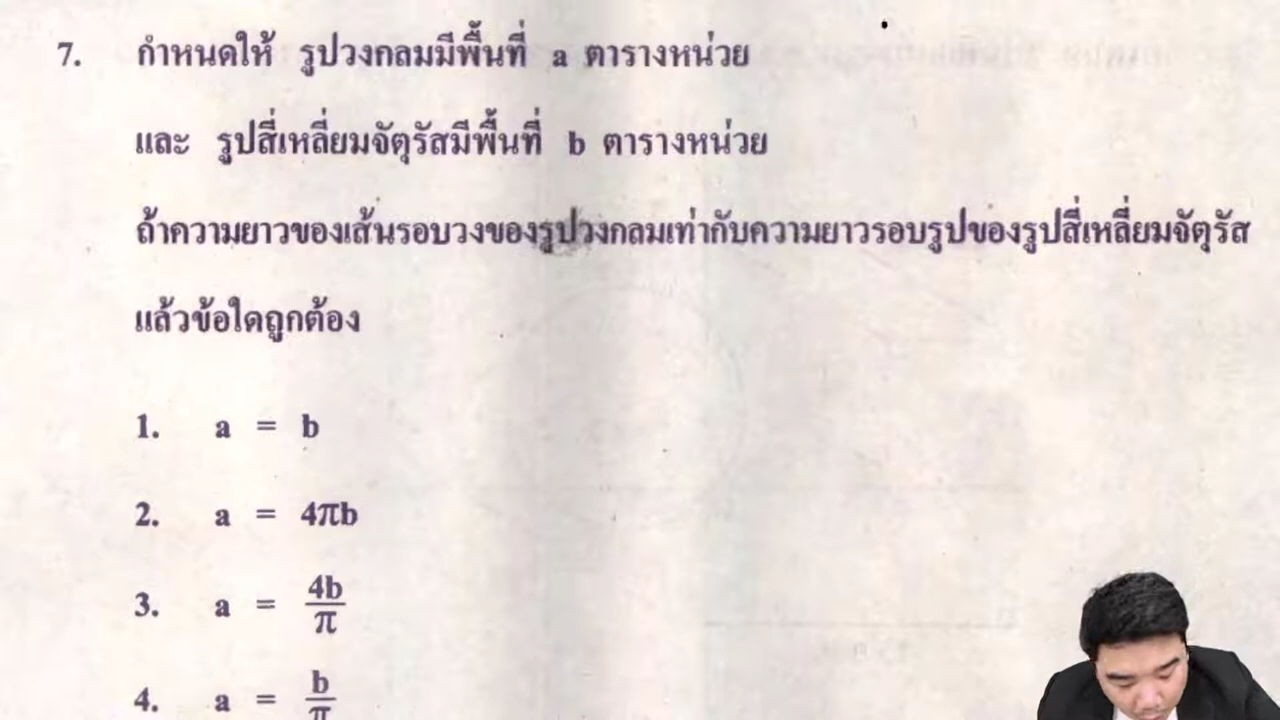 7. กำหนดให้ รูปวงกลมมีพื้นที่ a ตารางหน่วย
และ รูปสี่เหลี่ยมจัตุรัสมีพื้นที่ b ตารางหน่วย
ถ้าความยาวของเส้นรอบวงของรูปวงกลมเท่ากับความยาวรอบรูปของรูปสี่เหลี่ยมจัตุรัส
แล้วข้อใดถูกต้อง
1. a = b
2. a = 4πb
3. a = 4b/π
4. a = b/π